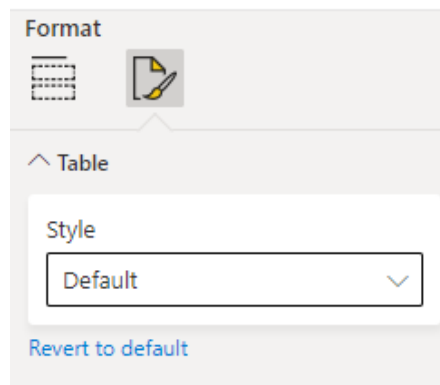 Format
Table
Style
Default
Revert to default